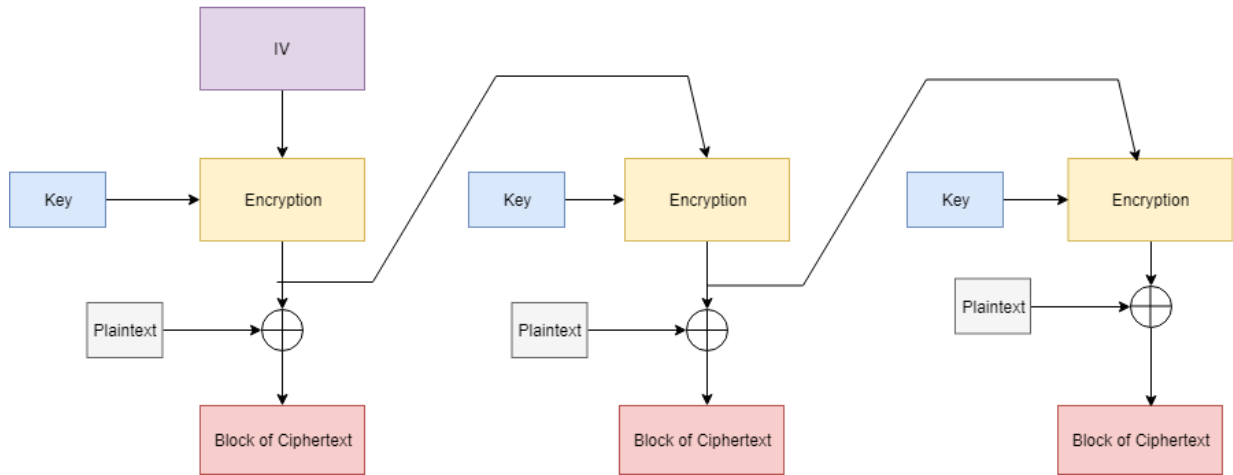 IV
Key
Encryption
Key
Encryption
Key
Encryption
Plaintext
Plaintext
Plaintext
Block of Ciphertext
Block of Ciphertext
Block of Ciphertext